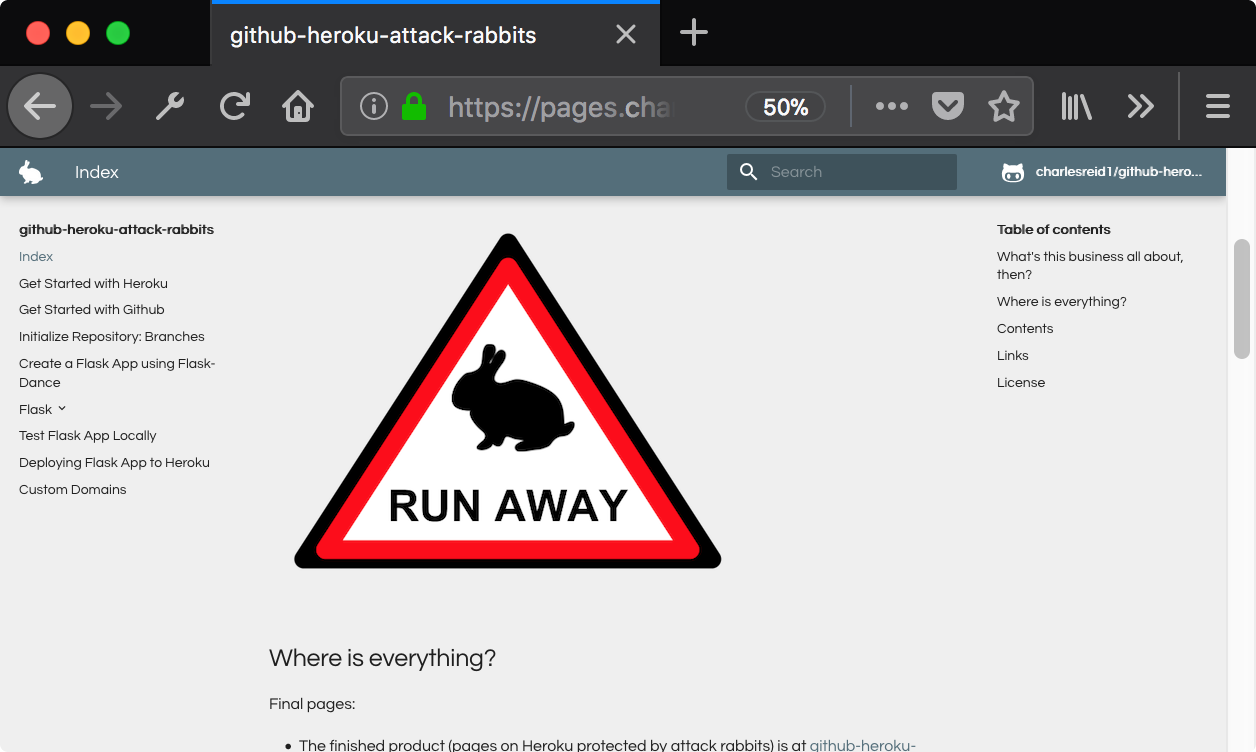 github-heroku-attack-rabbits
https://pages.cha
50%
Index
Search
charlesreid1/github-hero...
github-heroku-attack-rabbits
Index
Get Started with Heroku
Get Started with Github
Initialize Repository: Branches
Create a Flask App using Flask-
Dance
Flask
Test Flask App Locally
Deploying Flask App to Heroku
Custom Domains
RUN AWAY
Where is everything?
Final pages:
• The finished product (pages on Heroku protected by attack rabbits) is at github-heroku-
Table of contents
What's this business all about,
then?
Where is everything?
Contents
Links
License